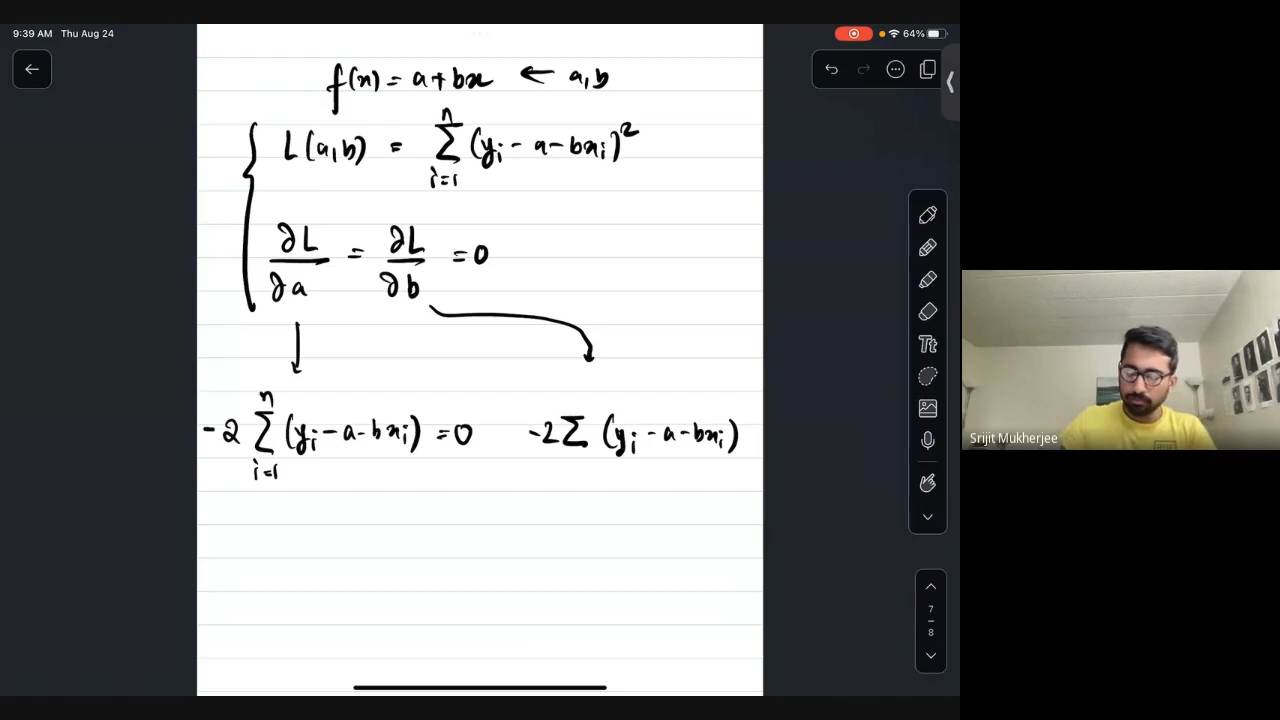 9:39 AM Thu Aug 24
64%
f(x) = a + bx ← a, b
L(a, b) = Σ_{i=1}^{n} (y_i - a - bx_i)^2
∂L/∂a = ∂L/∂b = 0
-2 Σ_{i=1}^{n} (y_i - a - bx_i) = 0
-2 Σ (y_i - a - bx_i)
Tt
7
8
Srijit Mukherjee